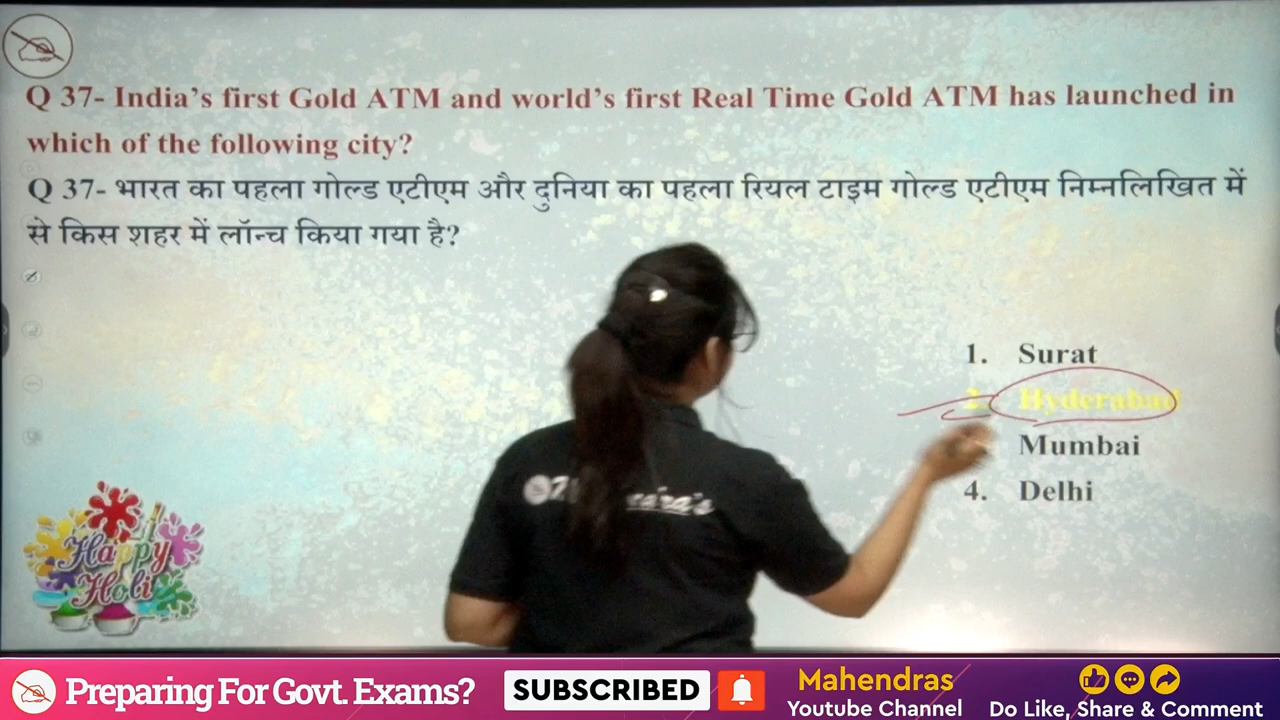 Q 37- India's first Gold ATM and world's first Real Time Gold ATM has launched in
which of the following city?
Q 37- भारत का पहला गोल्ड एटीएम और दुनिया का पहला रियल टाइम गोल्ड एटीएम निम्नलिखित में
से किस शहर में लॉन्च किया गया है?
1. Surat
Hyderabad
Mumbai
4. Delhi
Happy
Holi
Preparing For Govt. Exams?
SUBSCRIBED
Mahendras
Youtube Channel
Do Like, Share & Comment